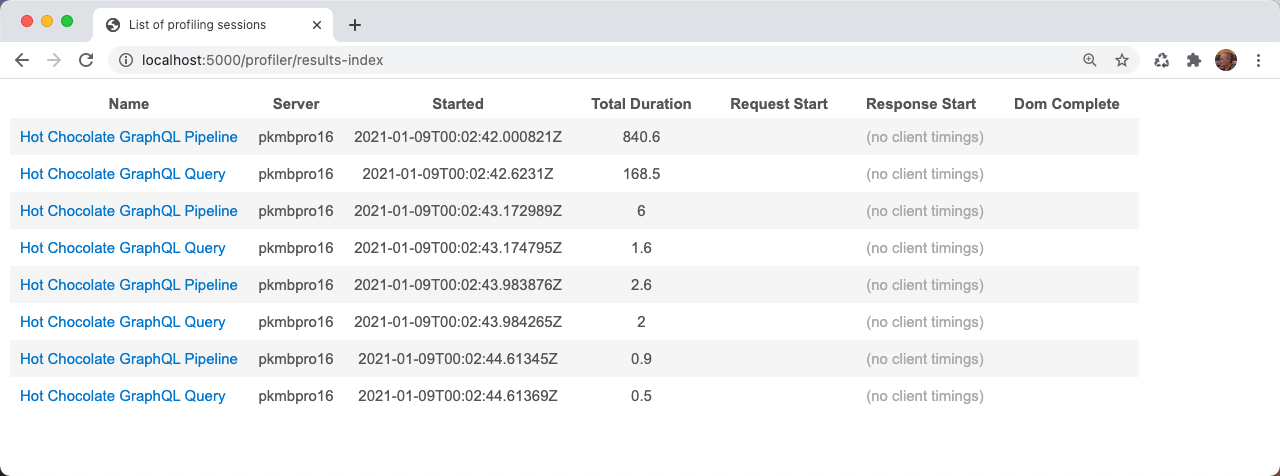 List of profiling sessions
localhost:5000/profiler/results-index
Name Server Started Total Duration Request Start Response Start Dom Complete
Hot Chocolate GraphQL Pipeline pkmbpro16 2021-01-09T00:02:42.000821Z 840.6 (no client timings)
Hot Chocolate GraphQL Query pkmbpro16 2021-01-09T00:02:42.6231Z 168.5 (no client timings)
Hot Chocolate GraphQL Pipeline pkmbpro16 2021-01-09T00:02:43.172989Z 6 (no client timings)
Hot Chocolate GraphQL Query pkmbpro16 2021-01-09T00:02:43.174795Z 1.6 (no client timings)
Hot Chocolate GraphQL Pipeline pkmbpro16 2021-01-09T00:02:43.983876Z 2.6 (no client timings)
Hot Chocolate GraphQL Query pkmbpro16 2021-01-09T00:02:43.984265Z 2 (no client timings)
Hot Chocolate GraphQL Pipeline pkmbpro16 2021-01-09T00:02:44.61345Z 0.9 (no client timings)
Hot Chocolate GraphQL Query pkmbpro16 2021-01-09T00:02:44.61369Z 0.5 (no client timings)